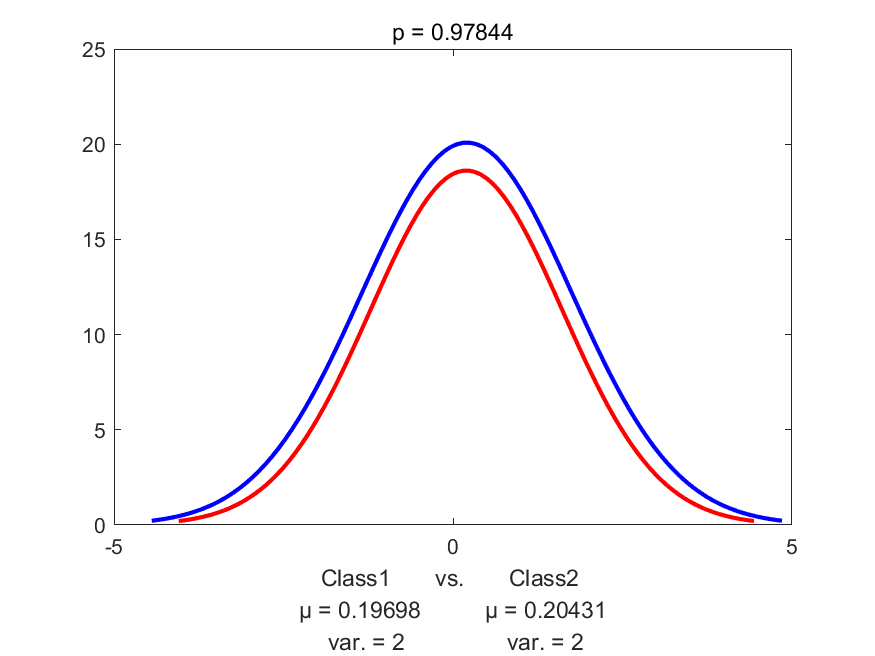 p = 0.97844
25
20
15
10
5
0
-5 0 5
Class1 vs. Class2
μ = 0.19698 μ = 0.20431
var. = 2 var. = 2